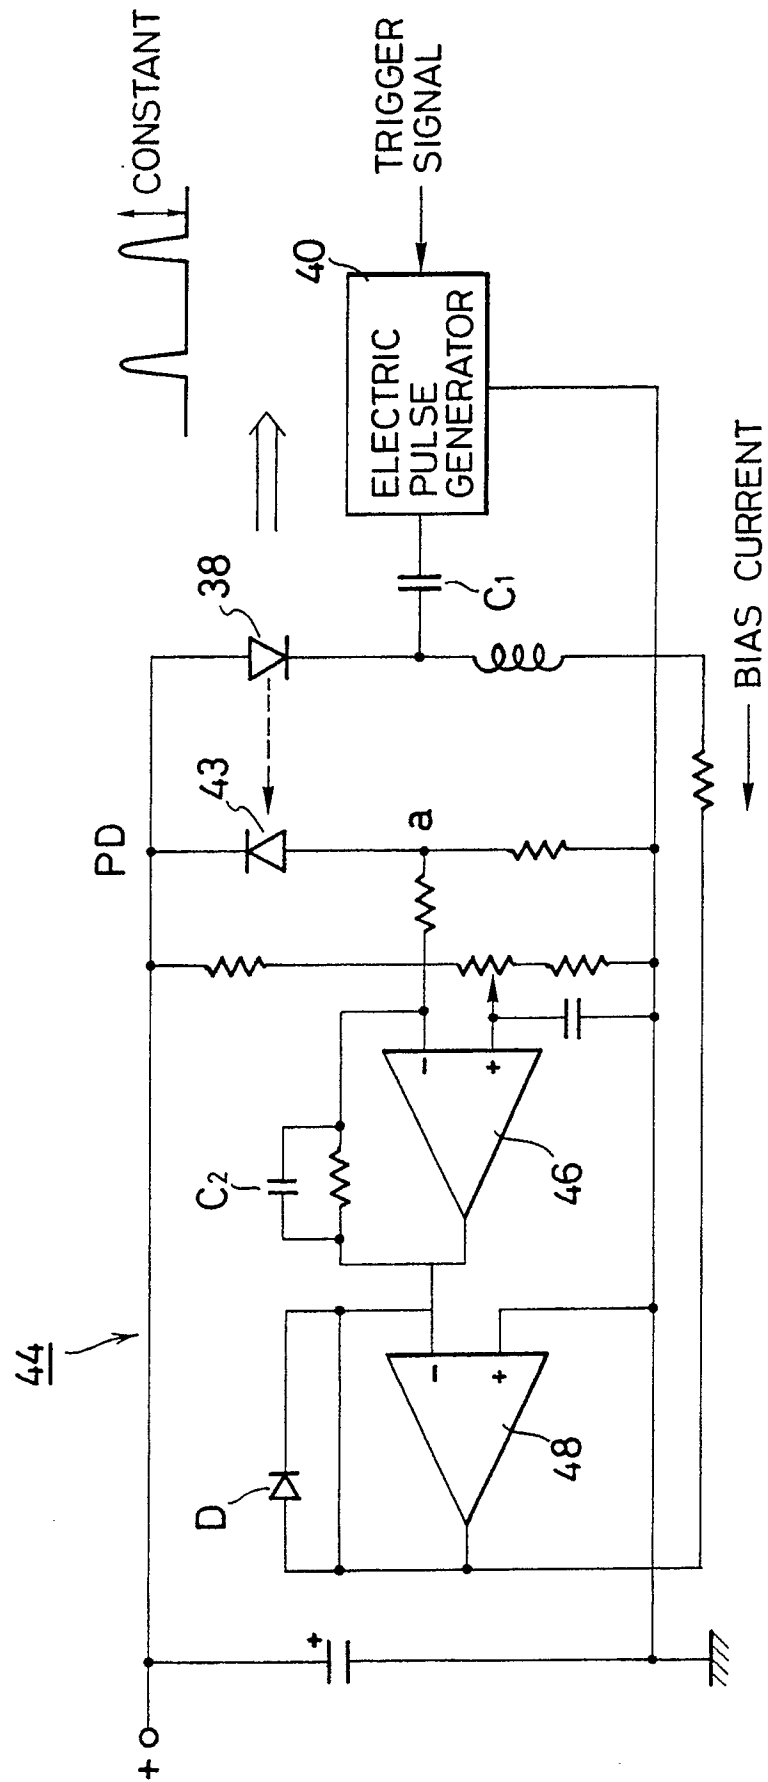 CONSTANT
TRIGGER
SIGNAL
40
ELECTRIC
PULSE
GENERATOR
38
C1
BIAS CURRENT
43
PD
a
C2
−
+
46
44
−
+
48
D
+
+